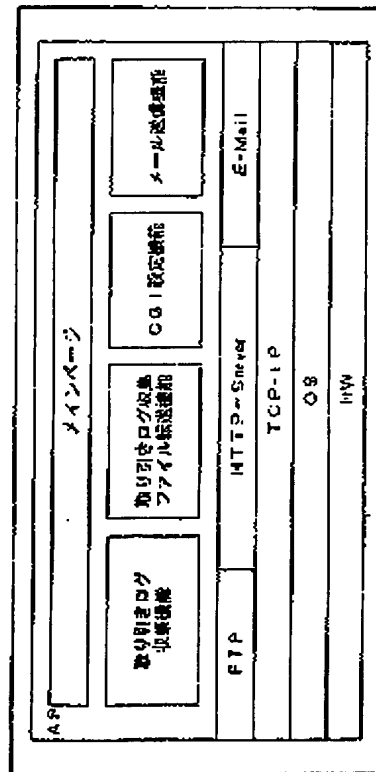 AP
メインページ
取り引きログ
収集機能
取り引きログ収集
ファイル転送機能
CGI設定機能
メール送信機能
FTP
HTTP-Server
E-Mail
TCP-IP
OS
HW